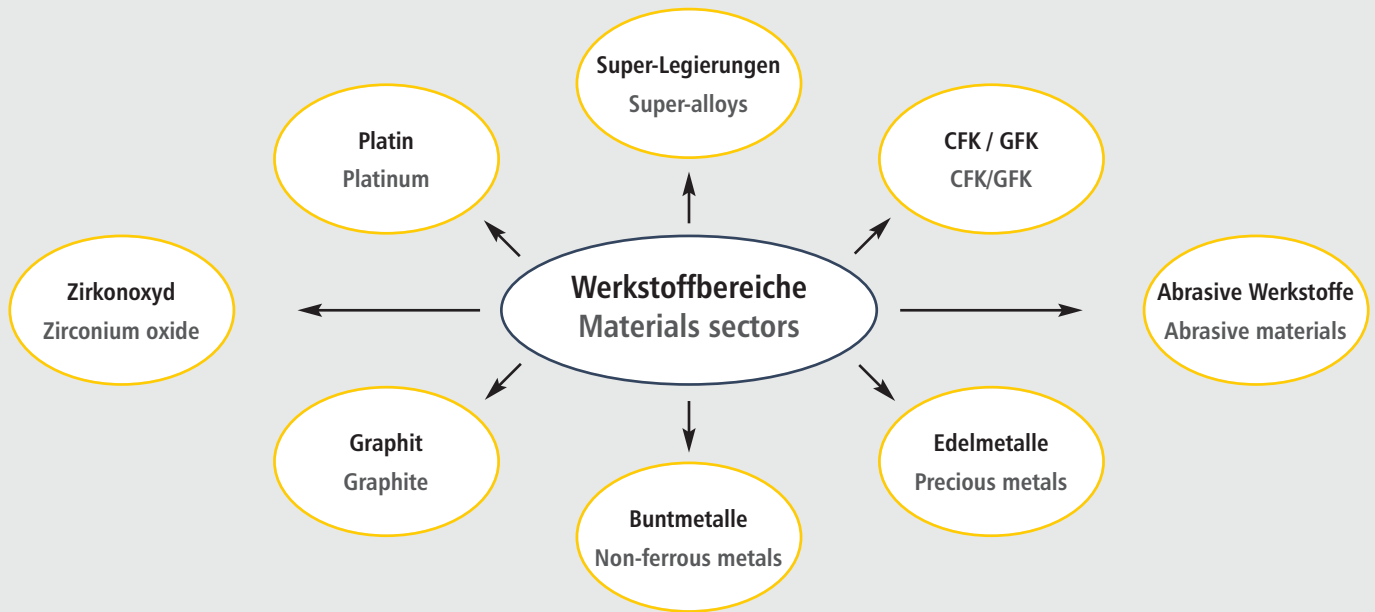 Super-Legierungen
Super-alloys
Platin
Platinum
CFK / GFK
CFK/GFK
Zirkonoxyd
Zirconium oxide
Werkstoffbereiche
Materials sectors
Abrasive Werkstoffe
Abrasive materials
Graphit
Graphite
Edelmetalle
Precious metals
Buntmetalle
Non-ferrous metals